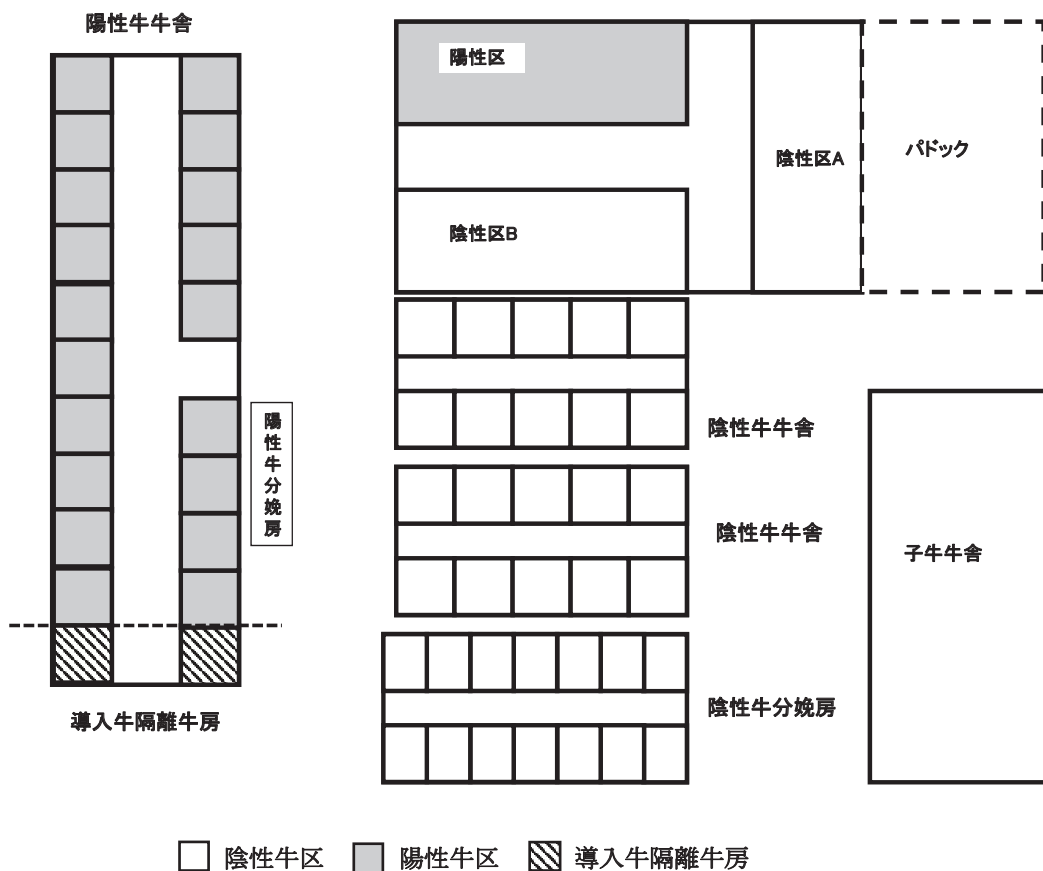 陽性牛牛舎
陽性区
陰性区A
パドック
陰性区B
陽性牛分娩房
陰性牛牛舎
陰性牛牛舎
子牛牛舎
陰性牛分娩房
導入牛隔離牛房
陰性牛区
陽性牛区
導入牛隔離牛房